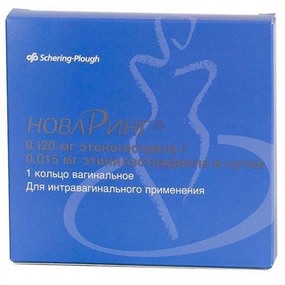 Schering-Plough
НоваРинг®
0.120 мг этоногестрела +
0.015 мг этинилэстрадиола в сутки
1 кольцо вагинальное
Для интравагинального применения